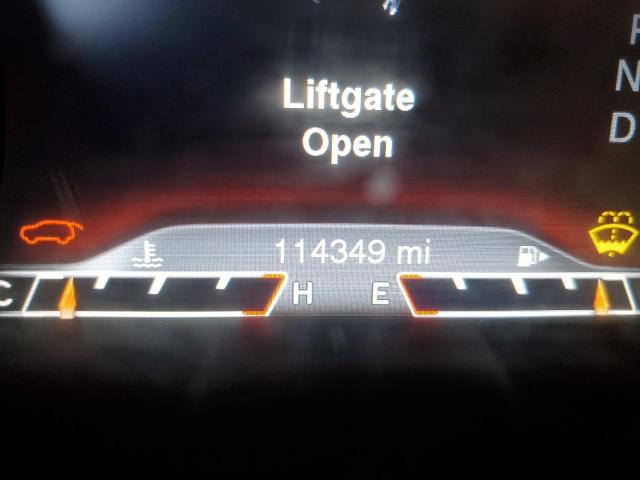 P
N
D
Liftgate
Open
114349 mi
C H E